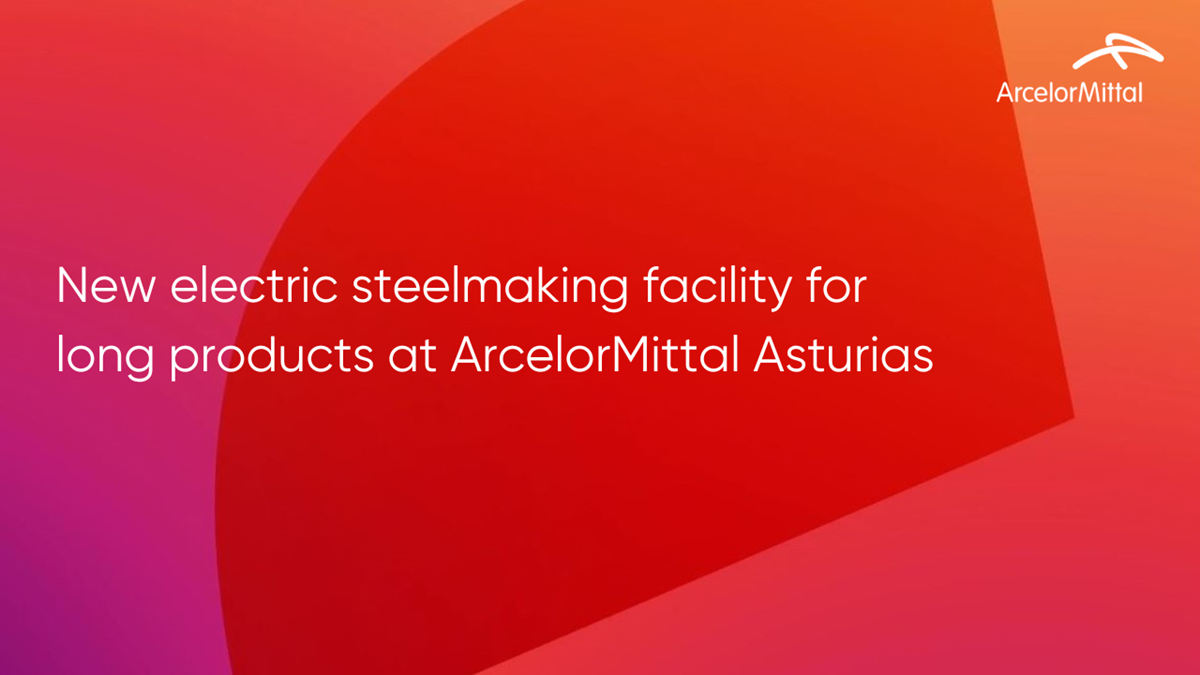 ArcelorMittal
New electric steelmaking facility for
long products at ArcelorMittal Asturias